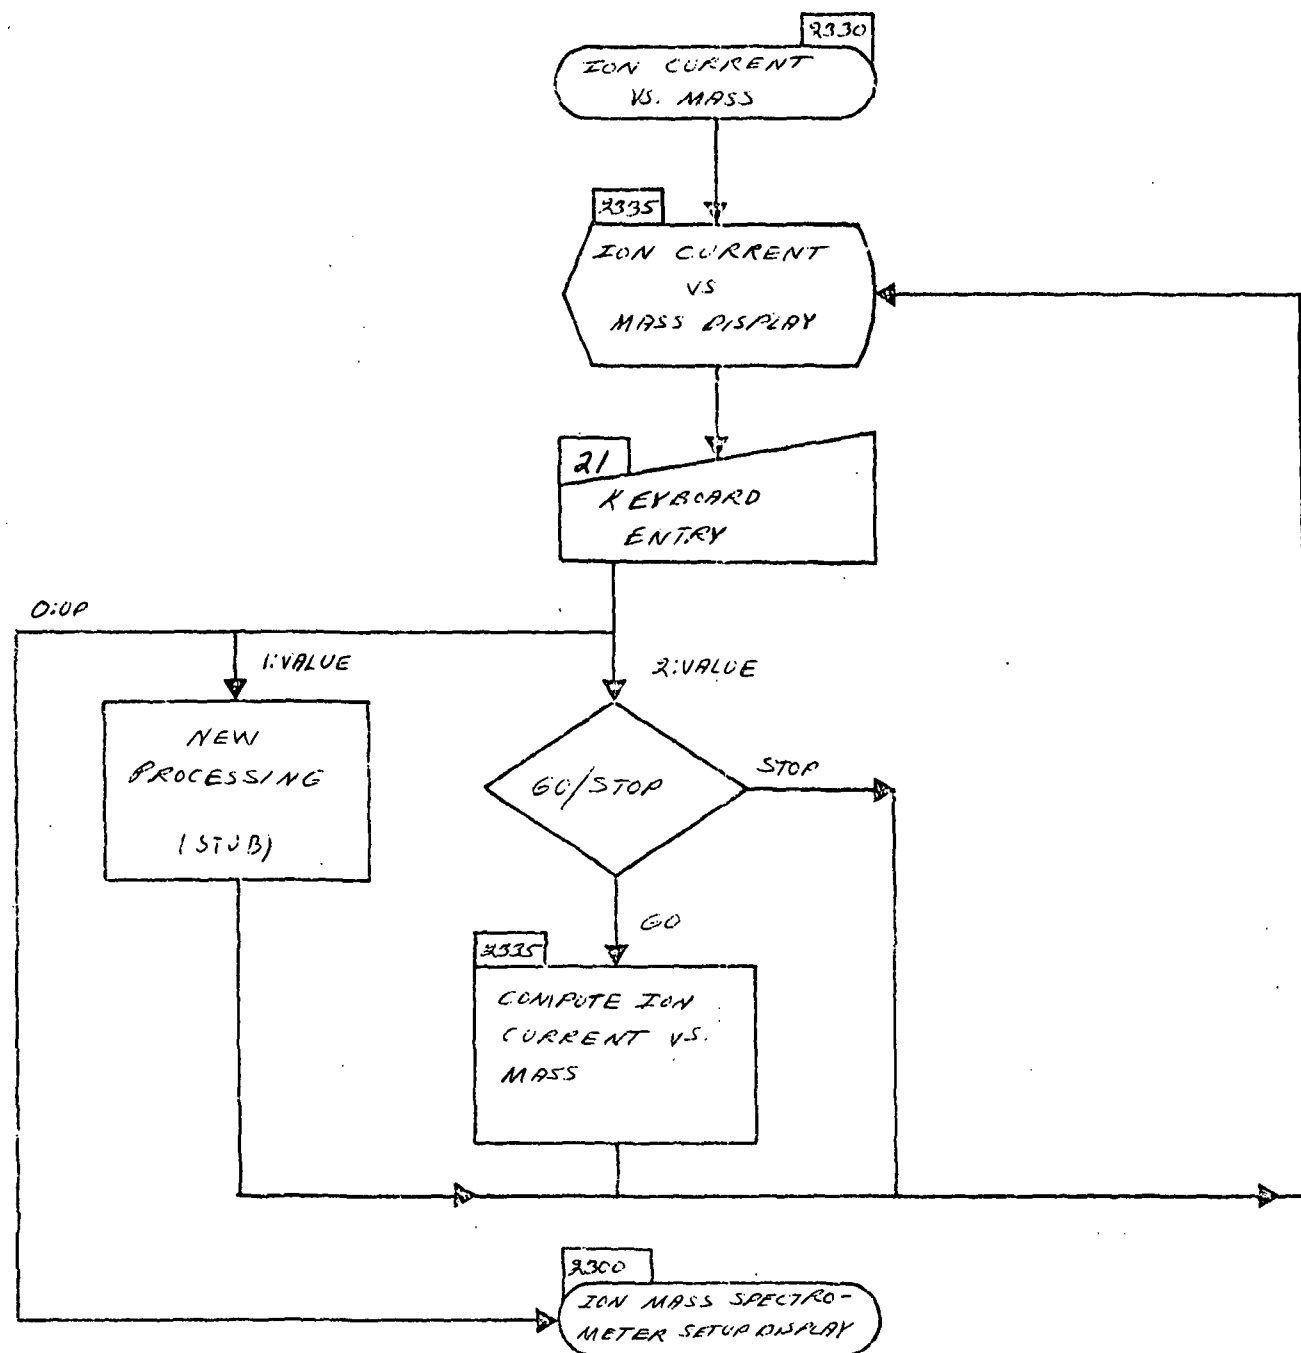 2330
ION CURRENT
VS. MASS
2335
ION CURRENT
VS
MASS DISPLAY
21
KEYBOARD
ENTRY
0:UP
1:VALUE
2:VALUE
NEW
PROCESSING
(STUB)
GO/STOP
STOP
GO
2335
COMPUTE ION
CURRENT VS.
MASS
2300
ION MASS SPECTRO-
METER SETUP DISPLAY